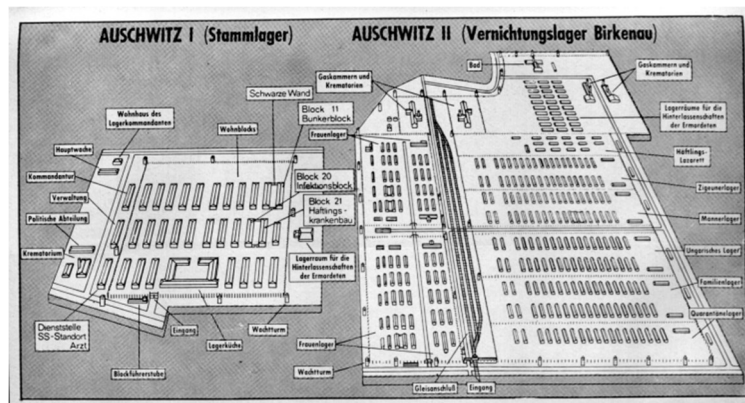 AUSCHWITZ I (Stammlager)
AUSCHWITZ II (Vernichtungslager Birkenau)
Wohnhaus des
Lagerkommandanten
Hauptwache
Kommandantur
Verwaltung
Politische Abteilung
Krematorium
Dienststelle
SS-Standort
Arzt
Blockführerstube
Eingang
Lagerküche
Wachtturm
Wohnblocks
Schwarze Wand
Block 11
Bunkerblock
Block 20
Infektionsblock
Block 21
Häftlings-
krankenbau
Lagerraum für die
Hinterlassenschaften
der Ermordeten
Gaskammern und
Krematorien
Frauenlager
Bad
Gaskammern und
Krematorien
Lagerräume für die
Hinterlassenschaften
der Ermordeten
Häftlings-
Lazarett
Zigeunerlager
Männerlager
Ungarisches Lager
Familienlager
Quarantänelager
Frauenlager
Wachtturm
Gleisanschluß
Eingang